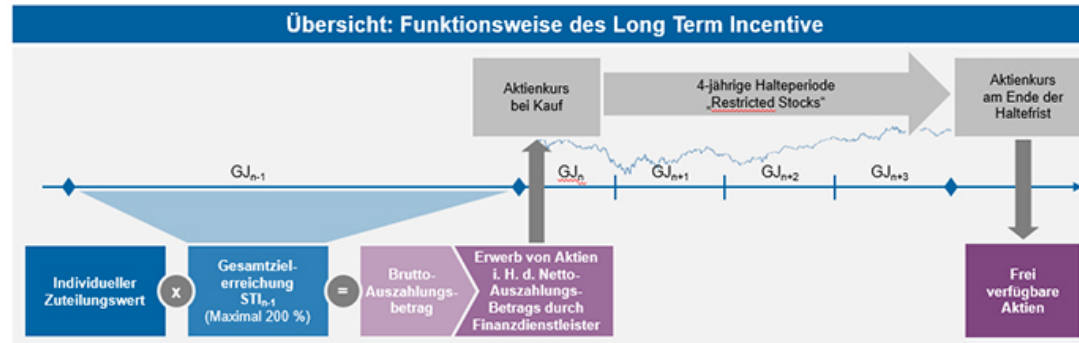 Übersicht: Funktionsweise des Long Term Incentive
Aktienkurs
bei Kauf
4-jährige Halteperiode
„Restricted Stocks“
Aktienkurs
am Ende der
Haltefrist
GJn-1
GJn
GJn+1
GJn+2
GJn+3
Individueller
Zuteilungswert
x
Gesamtziel-
erreichung
STIn-1
(Maximal 200 %)
=
Brutto-
Auszahlungs-
betrag
Erwerb von Aktien
i. H. d. Netto-
Auszahlungs-
Betrags durch
Finanzdienstleister
Frei
verfügbare
Aktien